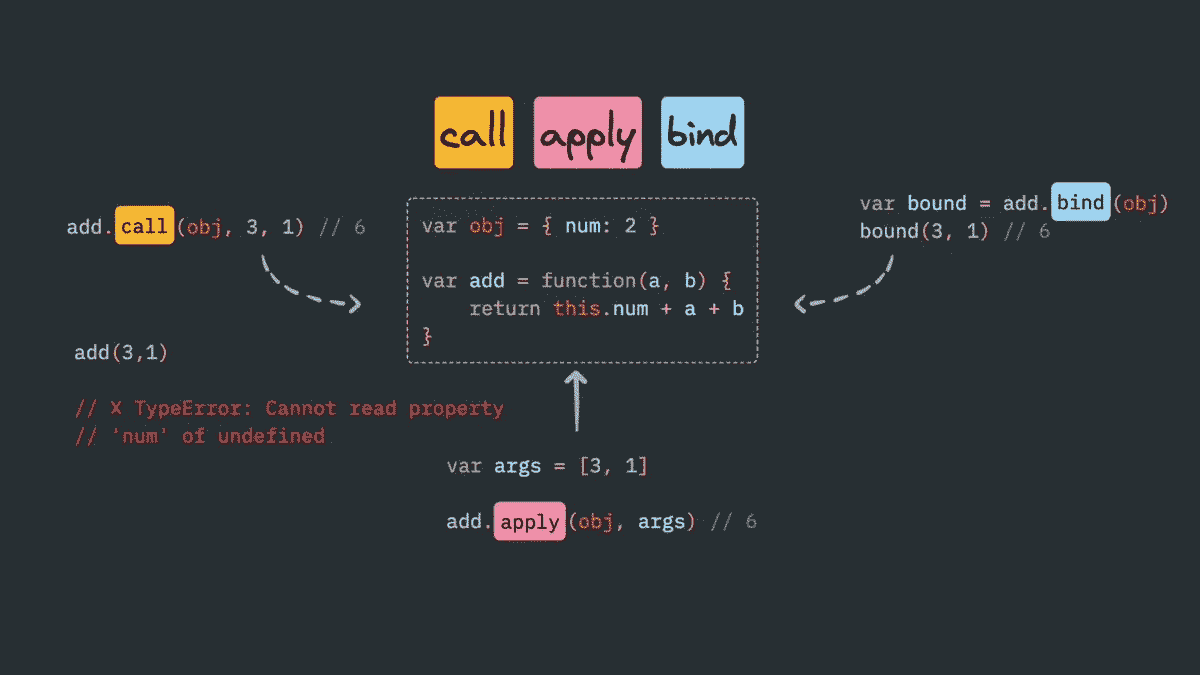 call apply bind
add.call(obj, 3, 1) // 6
var obj = { num: 2 }
var add = function(a, b) {
return this.num + a + b
}
var bound = add.bind(obj)
bound(3, 1) // 6
add(3,1)
// X TypeError: Cannot read property
// 'num' of undefined
var args = [3, 1]
add.apply(obj, args) // 6